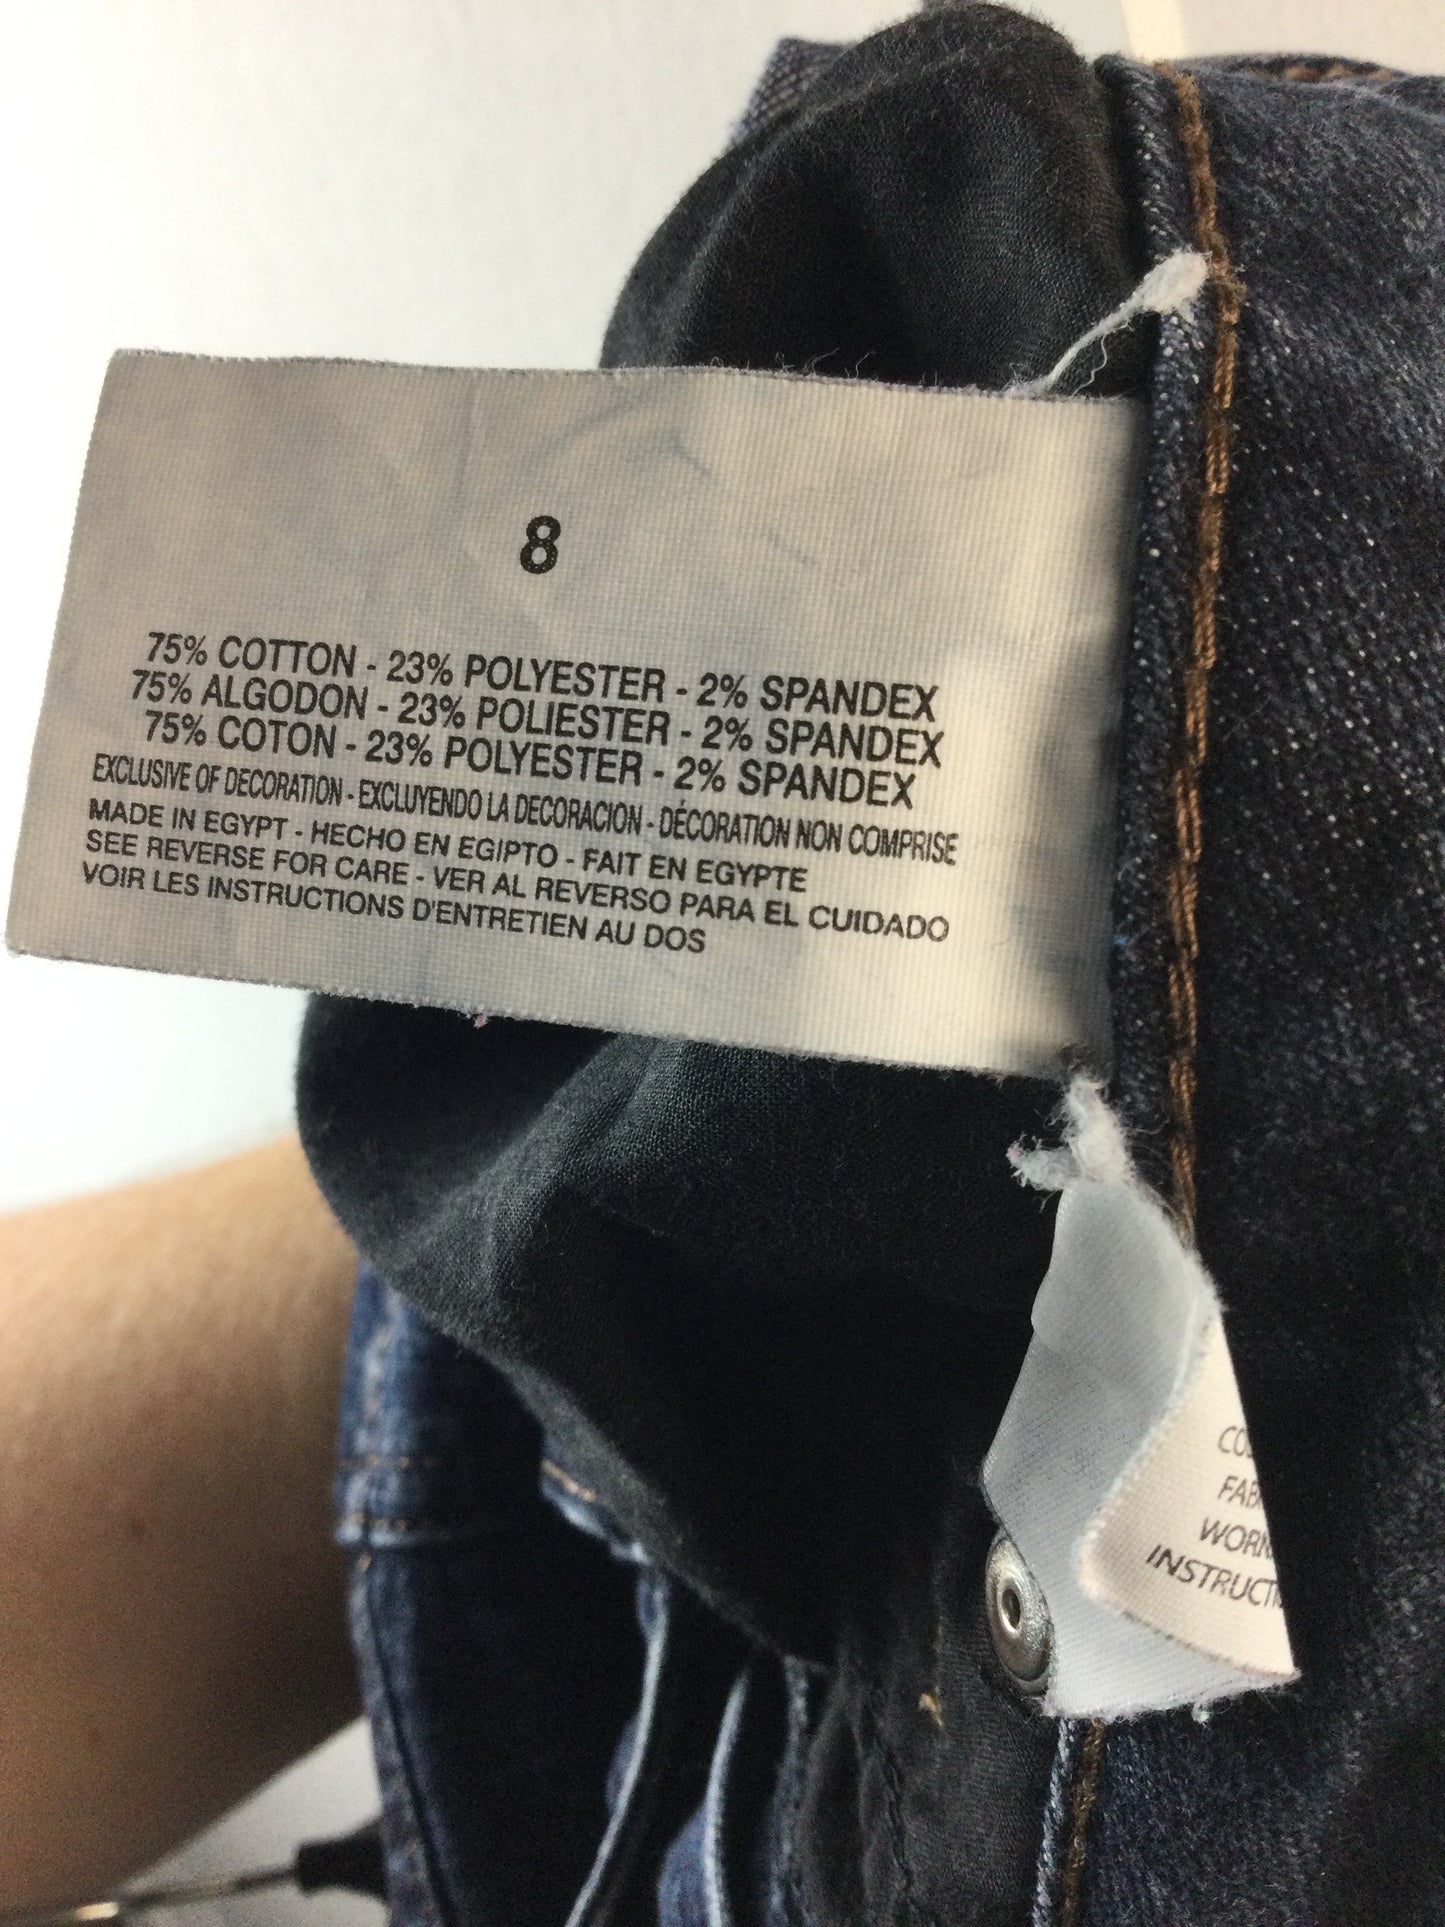 8
75% COTTON - 23% POLYESTER - 2% SPANDEX
75% ALGODON - 23% POLIESTER - 2% SPANDEX
75% COTON - 23% POLYESTER - 2% SPANDEX
EXCLUSIVE OF DECORATION - EXCLUYENDO LA DECORACION - DÉCORATION NON COMPRISE
MADE IN EGYPT - HECHO EN EGIPTO - FAIT EN EGYPTE
SEE REVERSE FOR CARE - VER AL REVERSO PARA EL CUIDADO
VOIR LES INSTRUCTIONS D'ENTRETIEN AU DOS